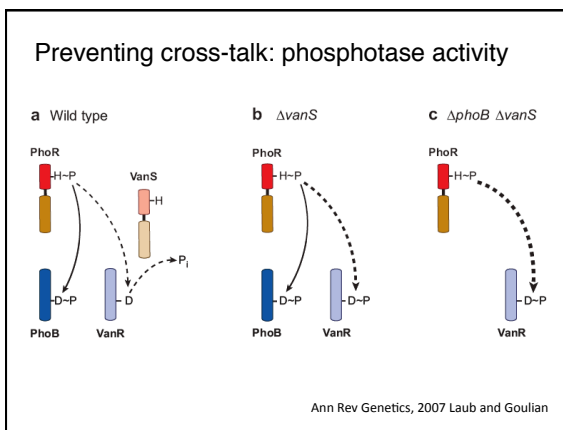 Preventing cross-talk: phosphotase activity
a Wild type
b ΔvanS
c ΔphoB ΔvanS
PhoR
H~P
VanS
H
Pi
D~P
D
PhoB
VanR
PhoR
H~P
D~P
D~P
PhoB
VanR
PhoR
H~P
D~P
VanR
Ann Rev Genetics, 2007 Laub and Goulian